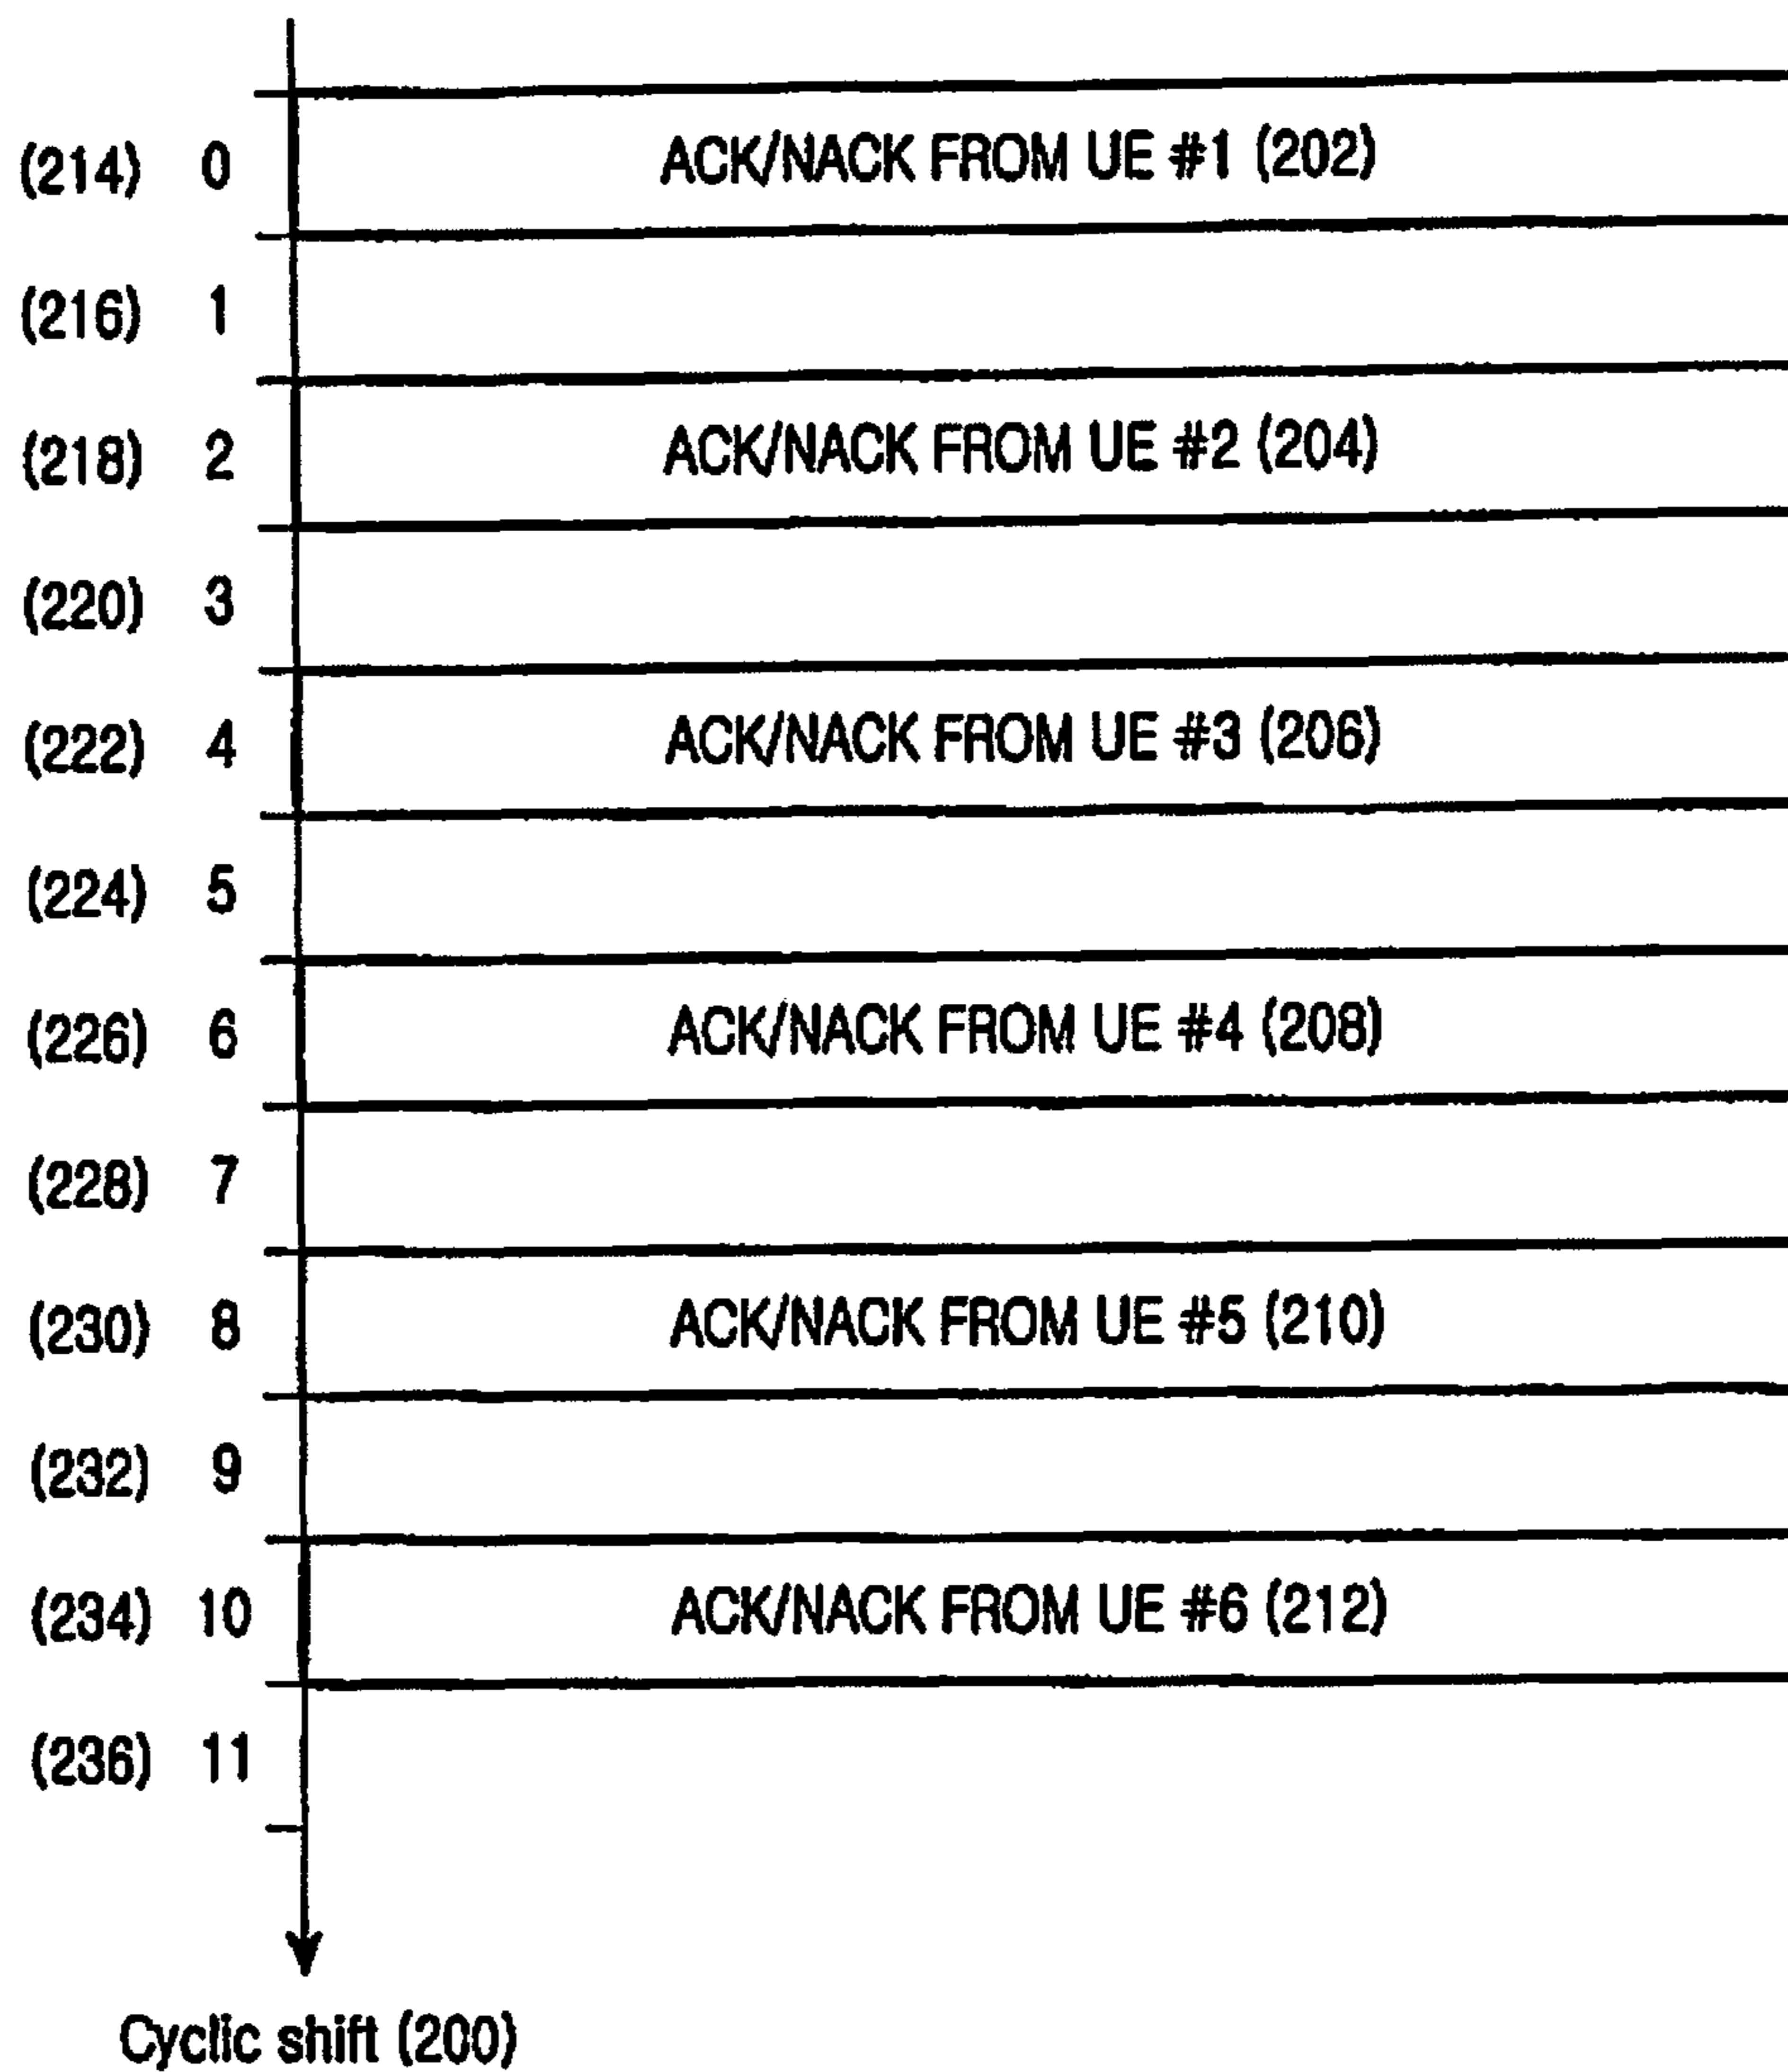 (214) 0 ACK/NACK FROM UE #1 (202)
(216) 1
(218) 2 ACK/NACK FROM UE #2 (204)
(220) 3
(222) 4 ACK/NACK FROM UE #3 (206)
(224) 5
(226) 6 ACK/NACK FROM UE #4 (208)
(228) 7
(230) 8 ACK/NACK FROM UE #5 (210)
(232) 9
(234) 10 ACK/NACK FROM UE #6 (212)
(236) 11
Cyclic shift (200)